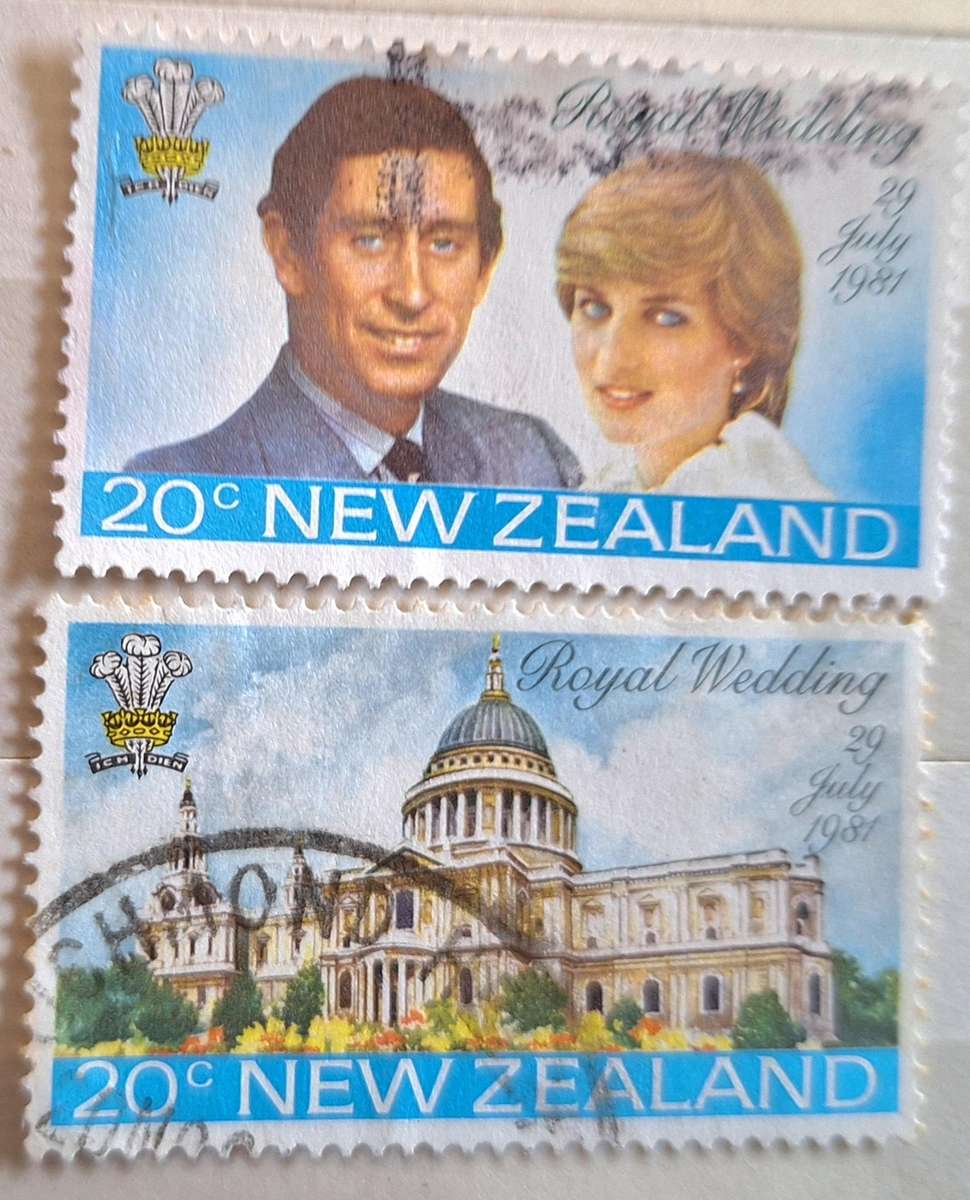 Royal Wedding
29
July
1981
ICH DIEN
20c NEW ZEALAND
Royal Wedding
29
July
1981
ICH DIEN
CHMOND
20c NEW ZEALAND